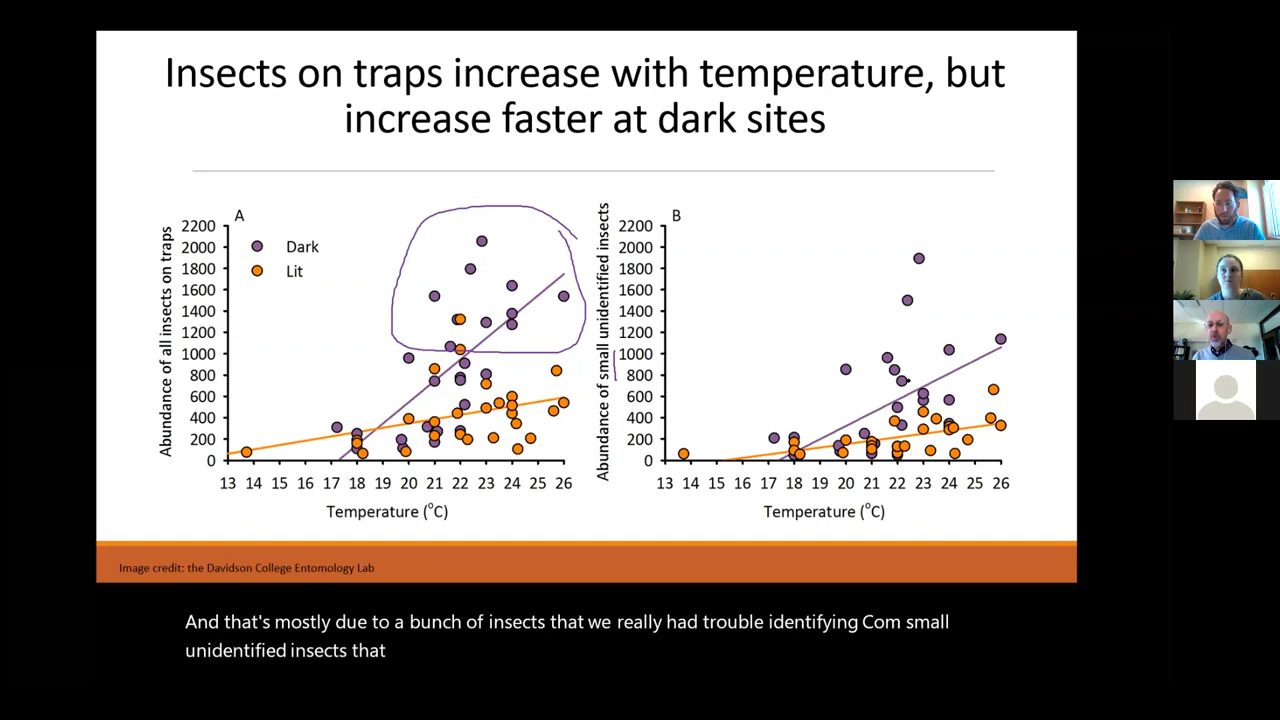 Insects on traps increase with temperature, but
increase faster at dark sites
A
Abundance of all insects on traps
2200
2000
1800
1600
1400
1200
1000
800
600
400
200
0
Dark
Lit
13 14 15 16 17 18 19 20 21 22 23 24 25 26
Temperature (°C)
B
Abundance of small unidentified insects
2200
2000
1800
1600
1400
1200
1000
800
600
400
200
0
13 14 15 16 17 18 19 20 21 22 23 24 25 26
Temperature (°C)
Image credit: the Davidson College Entomology Lab
And that's mostly due to a bunch of insects that we really had trouble identifying Com small
unidentified insects that